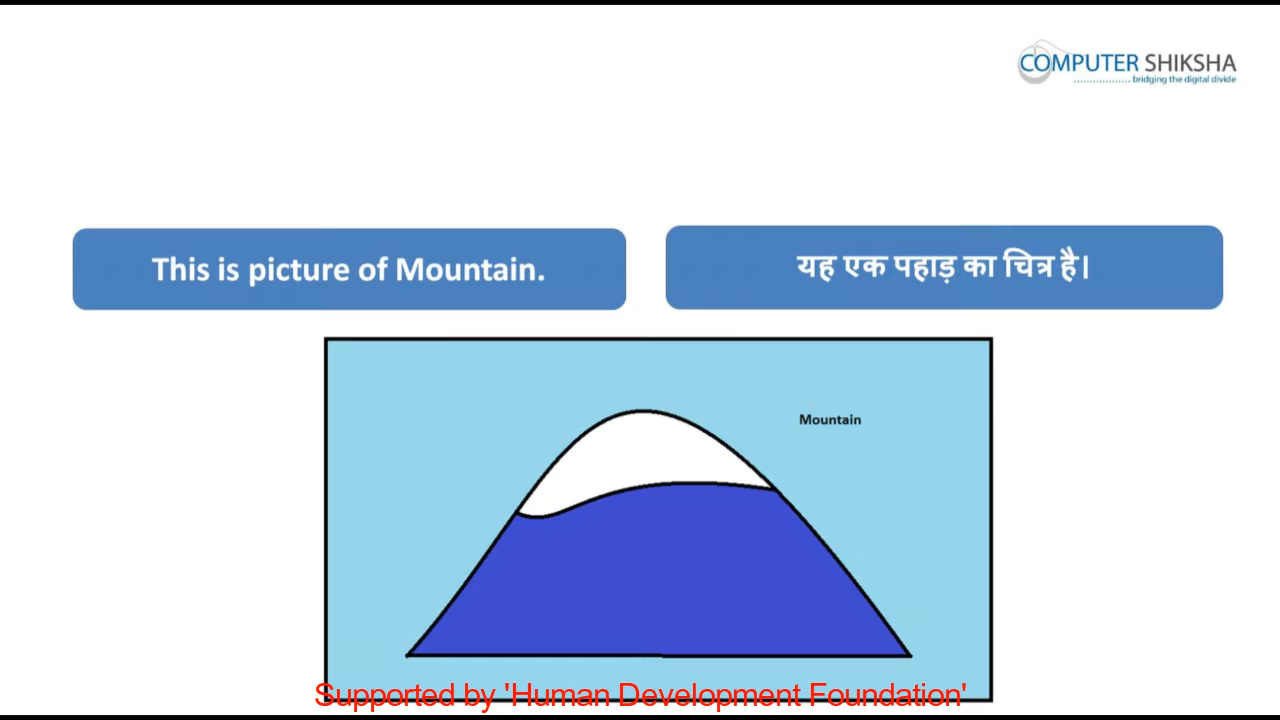 COMPUTER SHIKSHA
bridging the digital divide
This is picture of Mountain.
यह एक पहाड़ का चित्र है।
Mountain
Supported by 'Human Development Foundation'